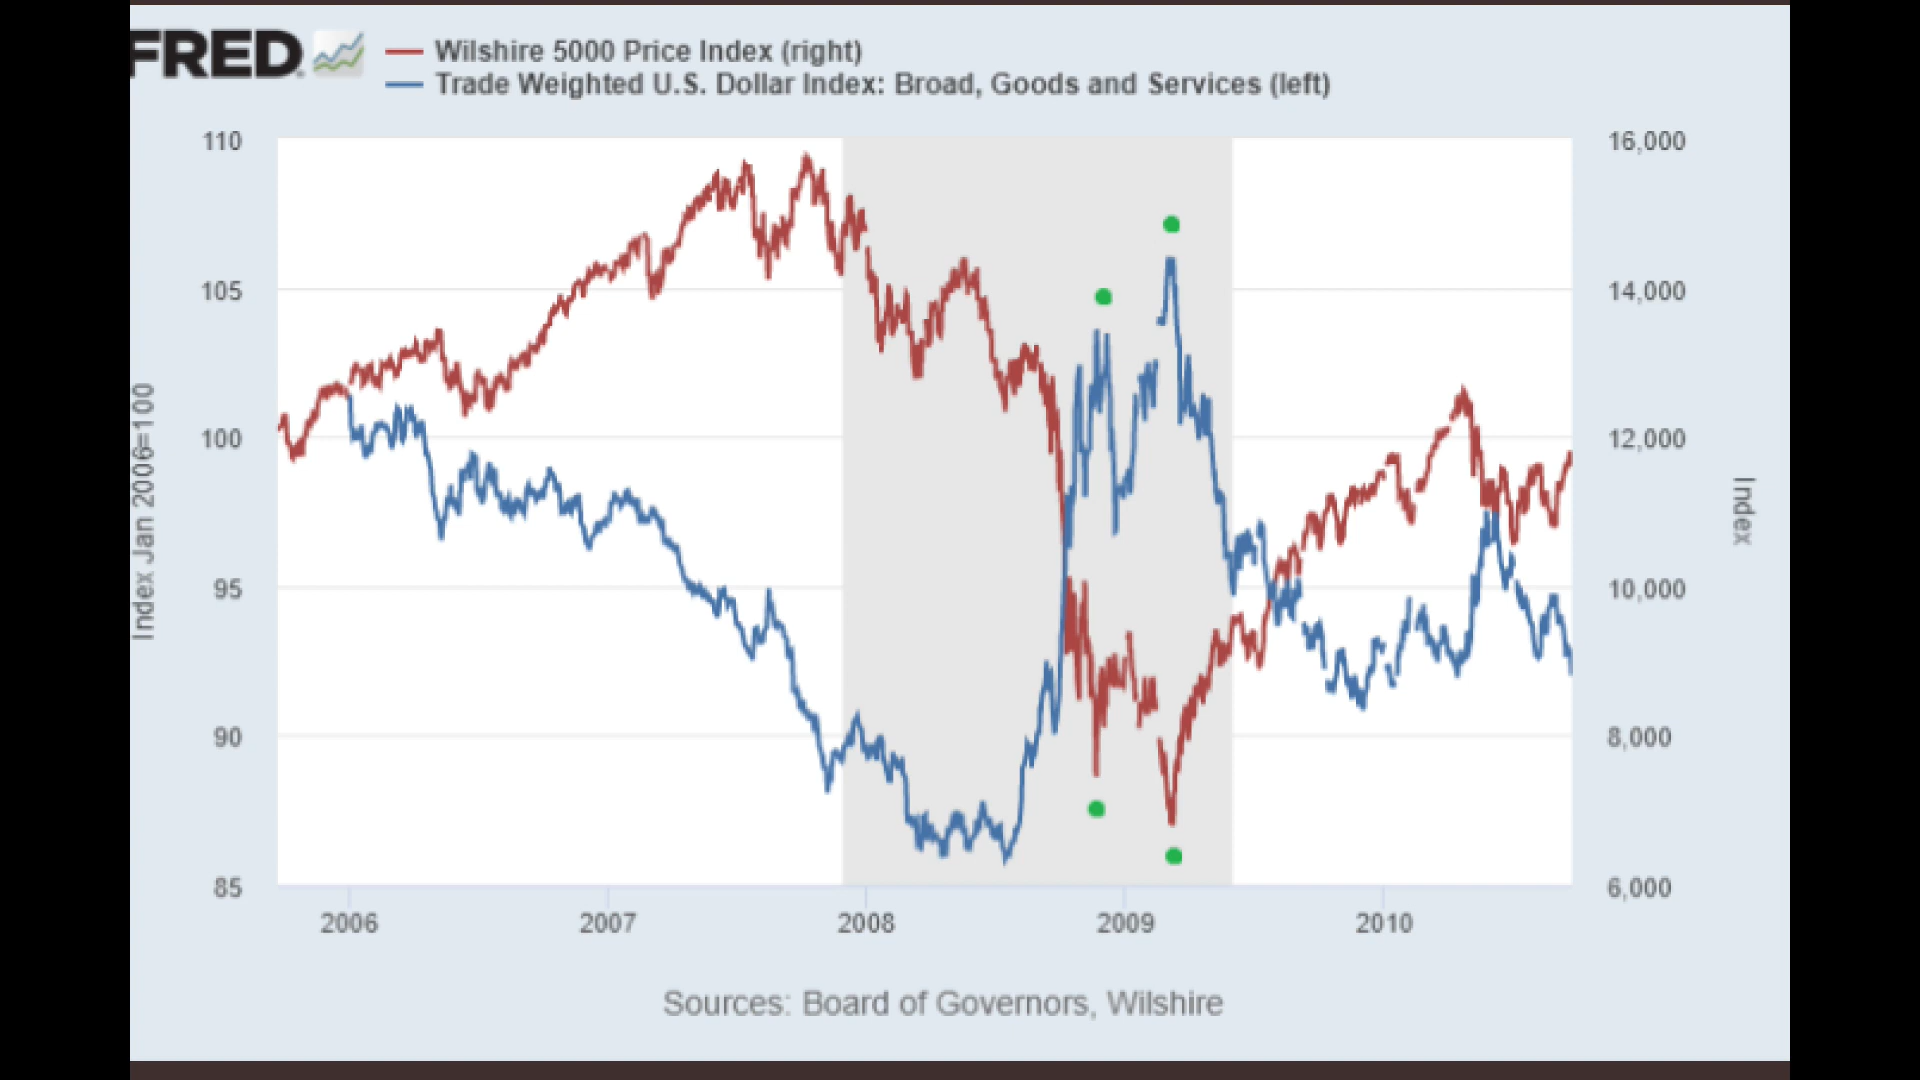 FRED
Wilshire 5000 Price Index (right)
Trade Weighted U.S. Dollar Index: Broad, Goods and Services (left)
110
105
100
95
90
85
Index Jan 2006=100
16,000
14,000
12,000
10,000
8,000
6,000
Index
2006 2007 2008 2009 2010
Sources: Board of Governors, Wilshire